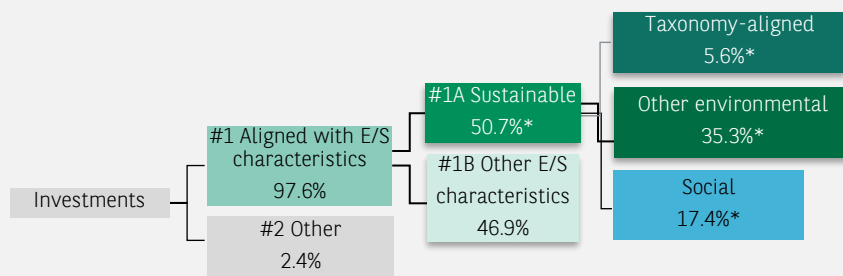 Investments
#1 Aligned with E/S
characteristics
97.6%
#2 Other
2.4%
#1A Sustainable
50.7%*
#1B Other E/S
characteristics
46.9%
Taxonomy-aligned
5.6%*
Other environmental
35.3%*
Social
17.4%*